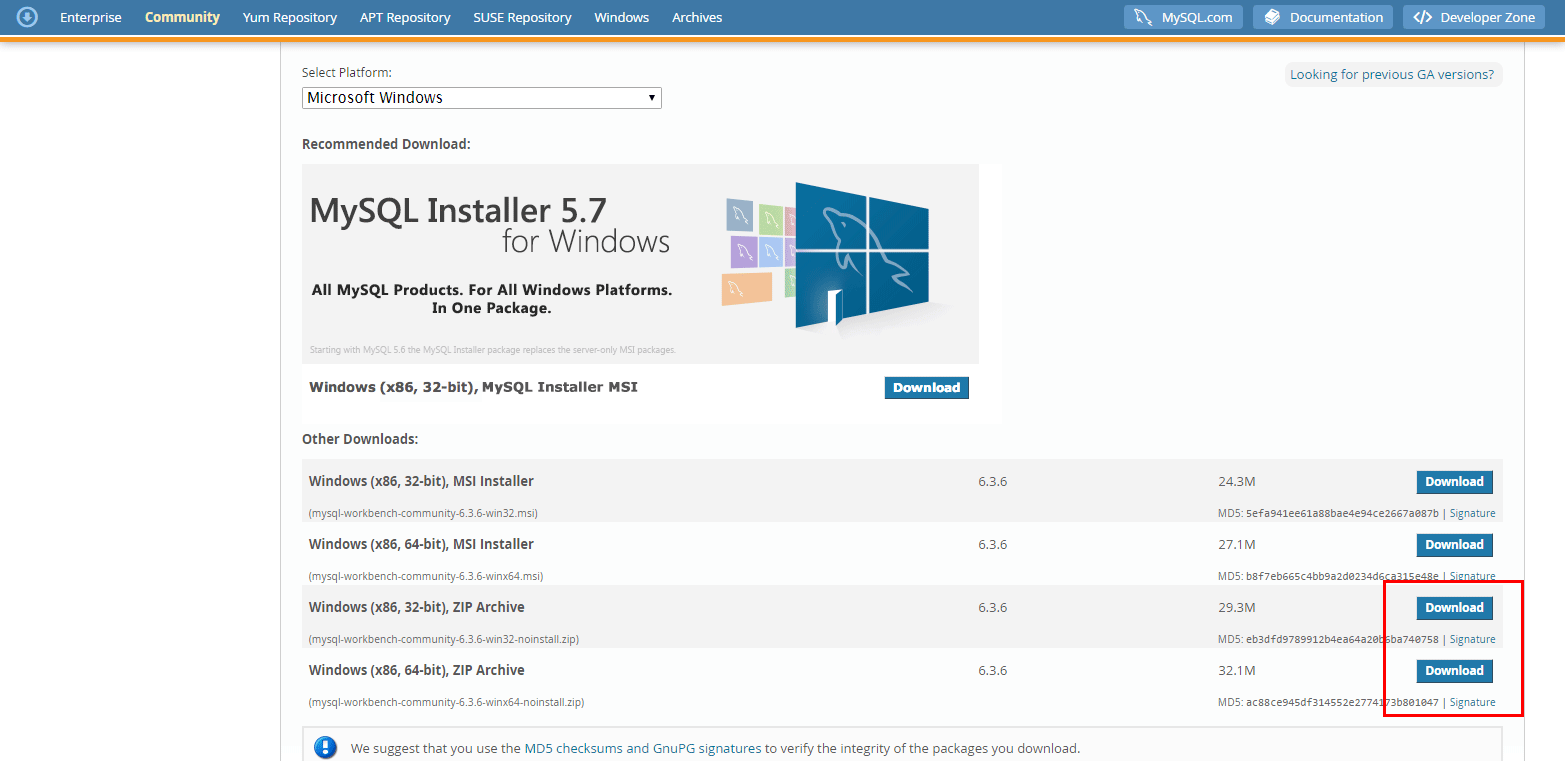 Enterprise Community Yum Repository APT Repository SUSE Repository Windows Archives MySQL.com Documentation Developer Zone
Select Platform:
Looking for previous GA versions?
Microsoft Windows
Recommended Download:
MySQL Installer 5.7
for Windows
All MySQL Products. For All Windows Platforms.
In One Package.
Starting with MySQL 5.6 the MySQL Installer package replaces the server-only MSI packages.
Windows (x86, 32-bit), MySQL Installer MSI Download
Other Downloads:
Windows (x86, 32-bit), MSI Installer 6.3.6 24.3M Download
(mysql-workbench-community-6.3.6-win32.msi) MD5: 5efa941ee61a88bae4e94ce2667a087b | Signature
Windows (x86, 64-bit), MSI Installer 6.3.6 27.1M Download
(mysql-workbench-community-6.3.6-winx64.msi) MD5: b8f7eb665c4bb9a2d0234d6ca315e48e | Signature
Windows (x86, 32-bit), ZIP Archive 6.3.6 29.3M Download
(mysql-workbench-community-6.3.6-win32-noinstall.zip) MD5: eb3dfd9789912b4ea64a20b6ba740758 | Signature
Windows (x86, 64-bit), ZIP Archive 6.3.6 32.1M Download
(mysql-workbench-community-6.3.6-winx64-noinstall.zip) MD5: ac88ce945df314552e2774173b801047 | Signature
We suggest that you use the MD5 checksums and GnuPG signatures to verify the integrity of the packages you download.